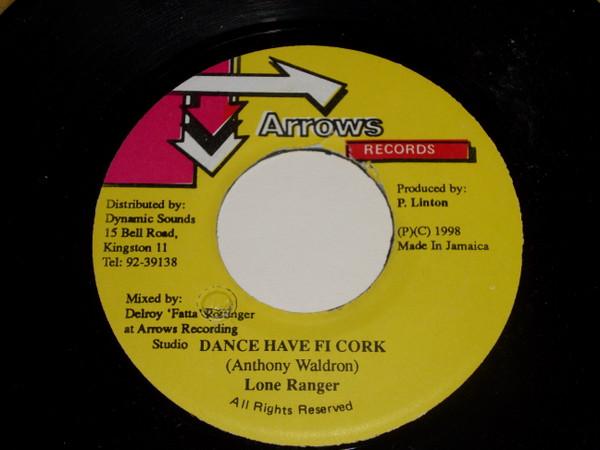 Arrows
RECORDS
Distributed by:
Dynamic Sounds
15 Bell Road,
Kingston 11
Tel: 92-39138
Produced by:
P. Linton
(P)(C) 1998
Made In Jamaica
Mixed by:
Delroy 'Fatta'
at Arrows Recording
Studio
DANCE HAVE FI CORK
(Anthony Waldron)
Lone Ranger
All Rights Reserved